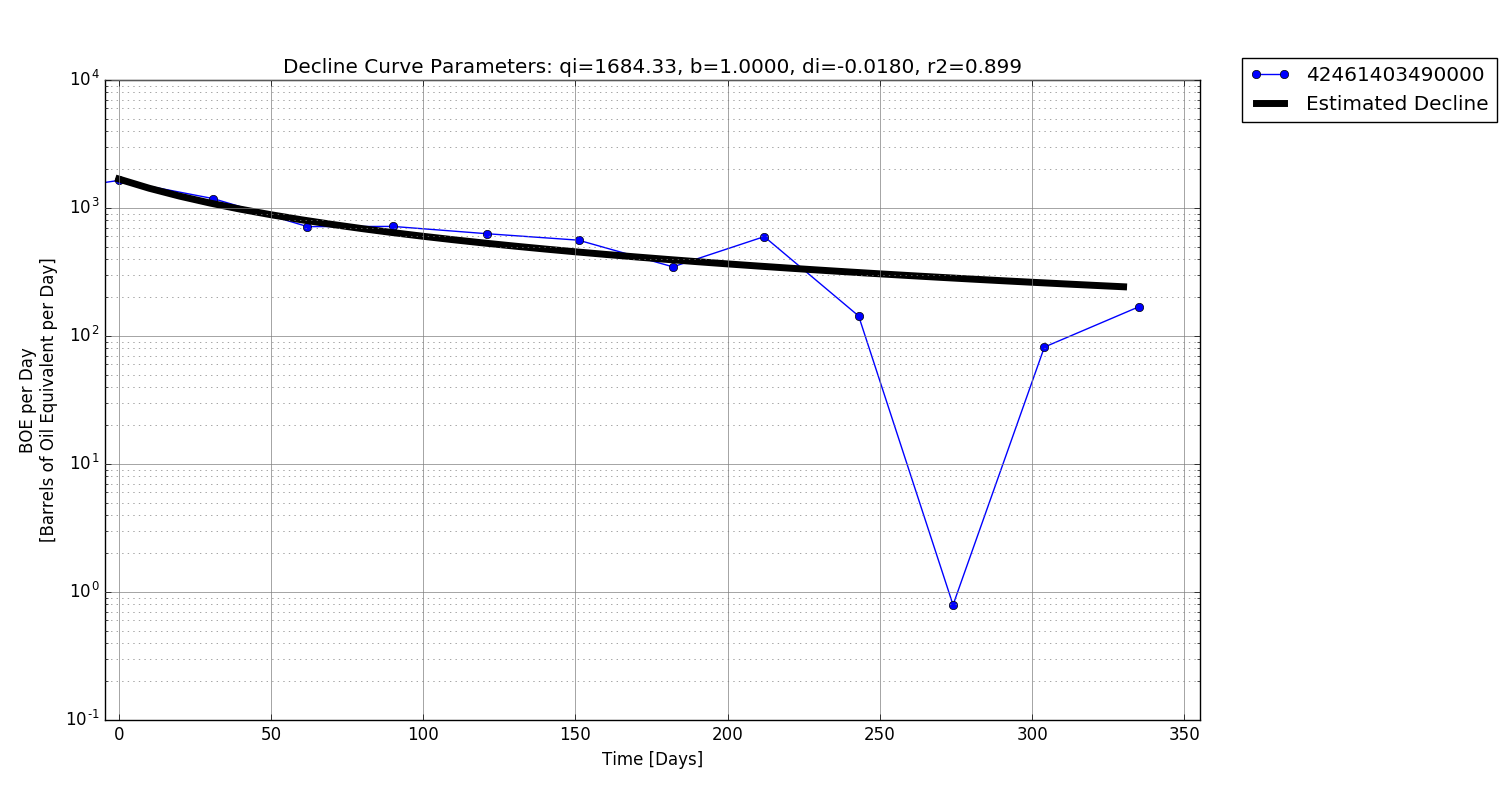 Decline Curve Parameters: qi=1684.33, b=1.0000, di=-0.0180, r2=0.899
42461403490000
Estimated Decline
10^4
10^3
10^2
10^1
10^0
10^-1
BOE per Day
[Barrels of Oil Equivalent per Day]
0 50 100 150 200 250 300 350
Time [Days]